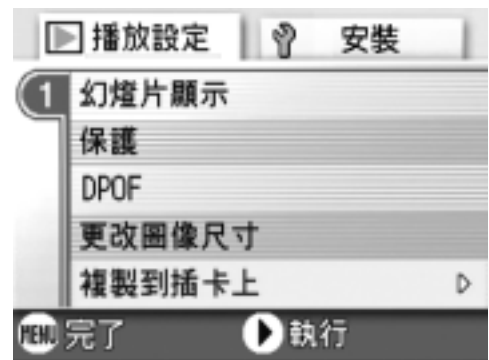 播放設定 安裝
1 幻燈片顯示
保護
DPOF
更改圖像尺寸
複製到插卡上
MENU 完了 執行